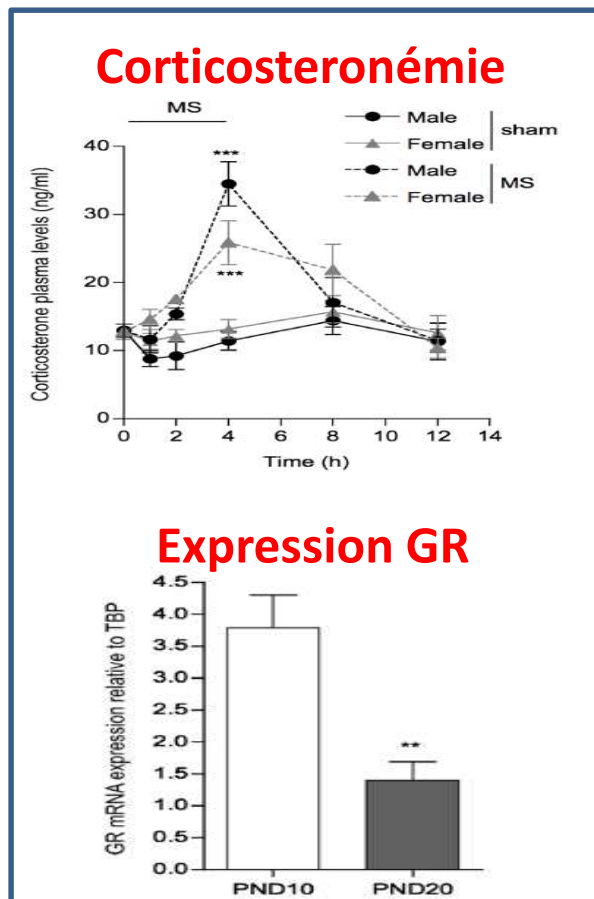 Corticosteronémie
MS
Male
Female
sham
Male
Female
MS
Corticosterone plasma levels (ng/ml)
40
30
20
10
0
***
***
0 2 4 6 8 10 12 14
Time (h)
Expression GR
GR mRNA expression relative to TBP
4.5
4.0
3.5
3.0
2.5
2.0
1.5
1.0
0.5
0.0
**
PND10 PND20